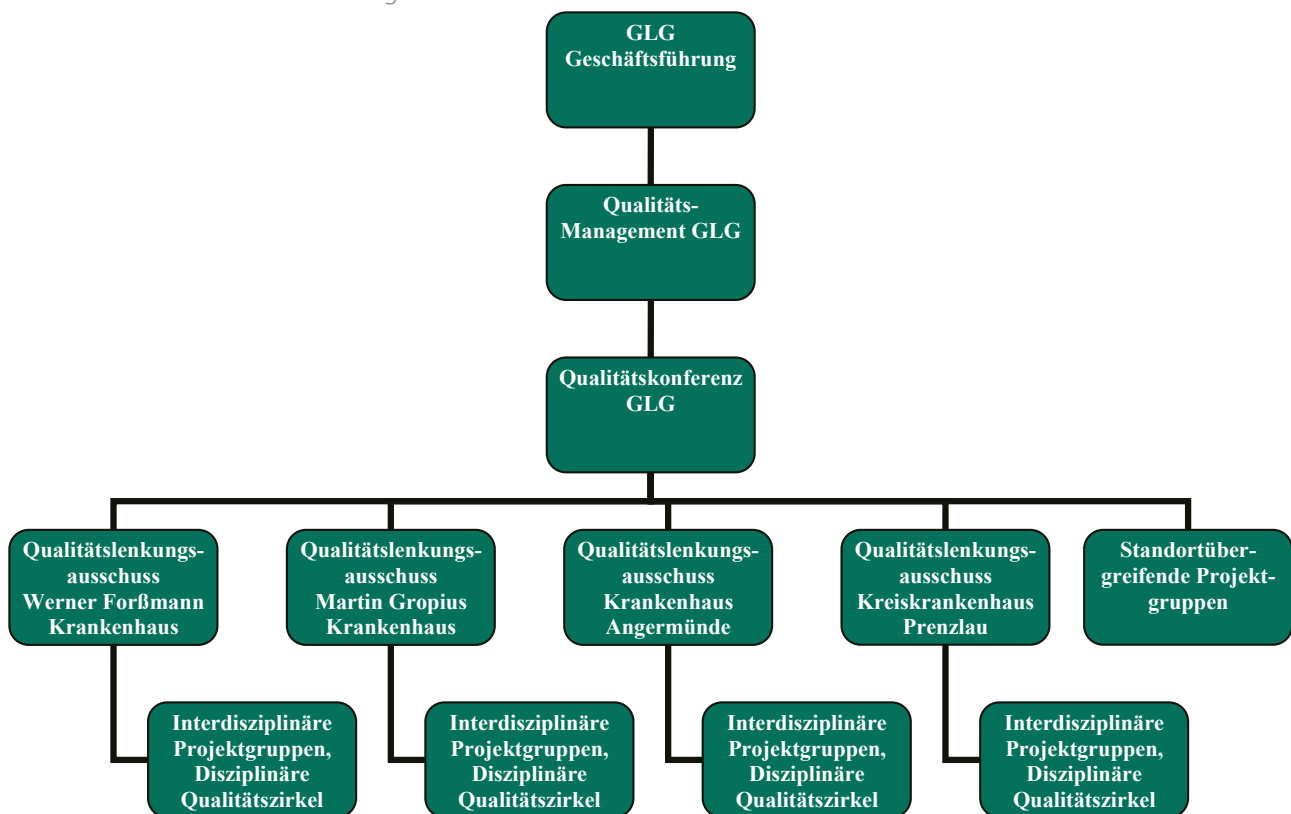 GLG
Geschäftsführung
Qualitäts-
Management GLG
Qualitätskonferenz
GLG
Qualitätslenkungs-
ausschuss
Werner Forßmann
Krankenhaus
Qualitätslenkungs-
ausschuss
Martin Gropius
Krankenhaus
Qualitätslenkungs-
ausschuss
Krankenhaus
Angermünde
Qualitätslenkungs-
ausschuss
Kreiskrankenhaus
Prenzlau
Standortüber-
greifende Projekt-
gruppen
Interdisziplinäre
Projektgruppen,
Disziplinäre
Qualitätszirkel
Interdisziplinäre
Projektgruppen,
Disziplinäre
Qualitätszirkel
Interdisziplinäre
Projektgruppen,
Disziplinäre
Qualitätszirkel
Interdisziplinäre
Projektgruppen,
Disziplinäre
Qualitätszirkel